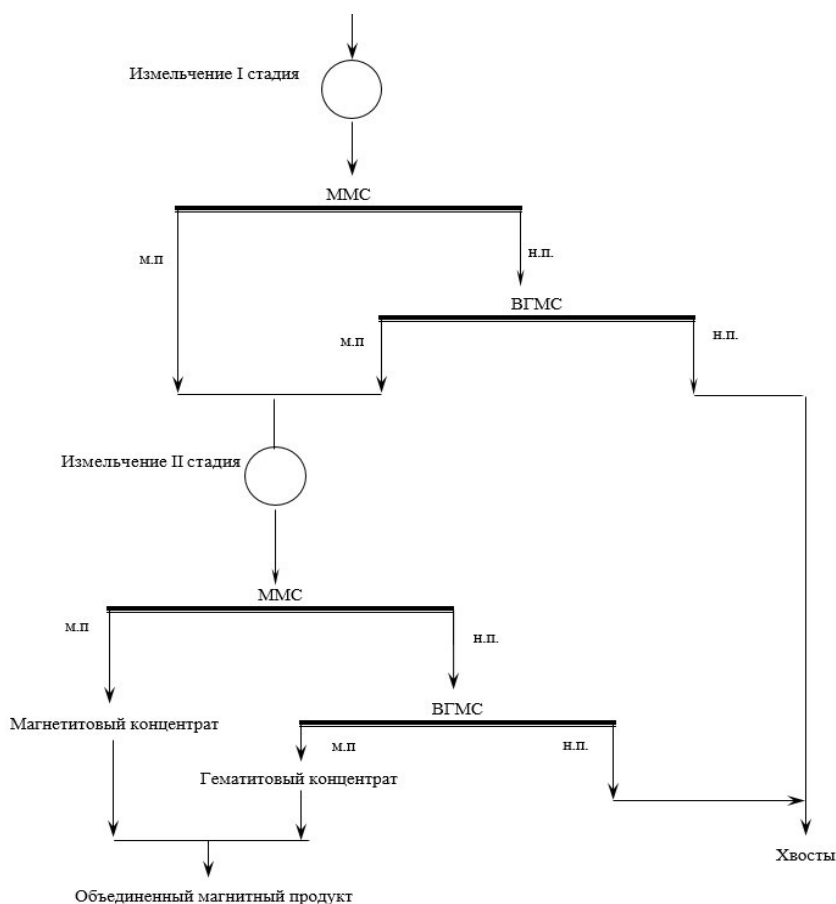 Измельчение I стадия
ММС
м.п
н.п.
ВГМС
м.п
н.п.
Измельчение II стадия
ММС
м.п
н.п.
ВГМС
Магнетитовый концентрат
м.п
н.п.
Гематитовый концентрат
Хвосты
Объединенный магнитный продукт